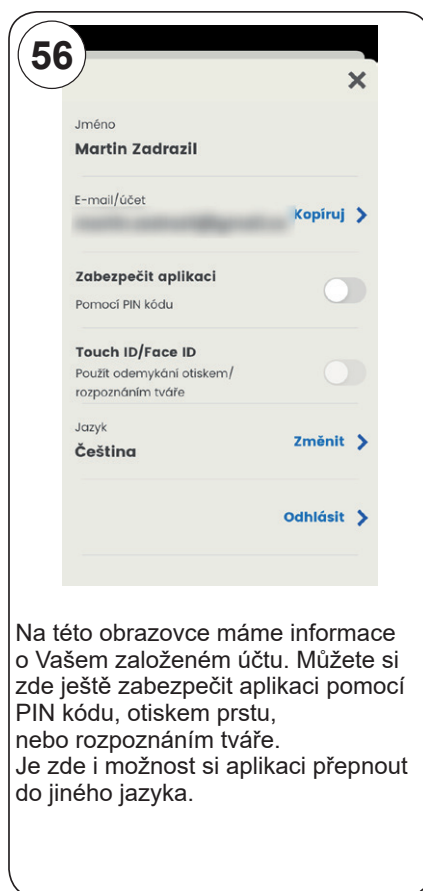 56
Jméno
Martin Zadrazil
E-mail/účet
Kopíruj
Zabezpečit aplikaci
Pomocí PIN kódu
Touch ID/Face ID
Použít odemykání otiskem/
rozpoznáním tváře
Jazyk
Čeština
Změnit
Odhlásit
Na této obrazovce máme informace
o Vašem založeném účtu. Můžete si
zde ještě zabezpečit aplikaci pomocí
PIN kódu, otiskem prstu,
nebo rozpoznáním tváře.
Je zde i možnost si aplikaci přepnout
do jiného jazyka.